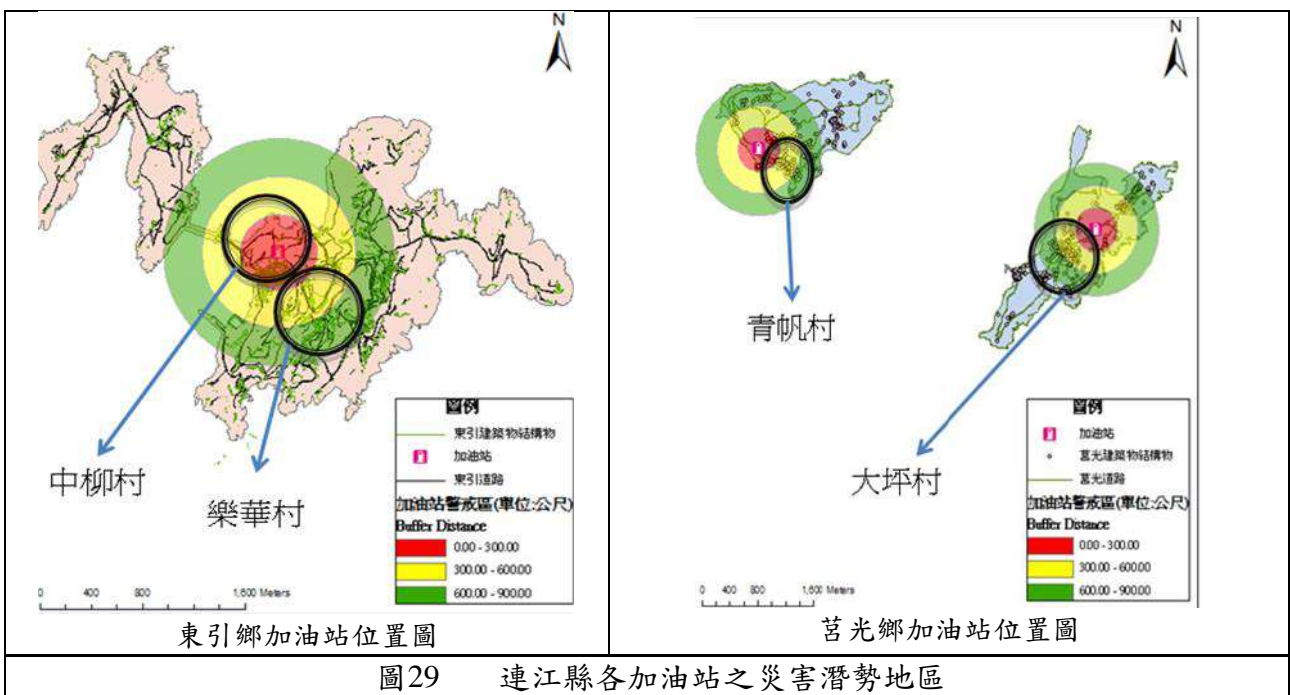 N
中柳村
樂華村
圖例
東引建築物結構物
加油站
東引道路
加油站警戒區(單位:公尺)
Buffer Distance
0.00 - 300.00
300.00 - 600.00
600.00 - 900.00
0 400 800 1,600 Meters
東引鄉加油站位置圖
N
青帆村
大坪村
圖例
加油站
莒光建築物結構物
莒光道路
加油站警戒區(單位:公尺)
Buffer Distance
0.00 - 300.00
300.00 - 600.00
600.00 - 900.00
0 400 800 1,600 Meters
莒光鄉加油站位置圖
圖29 連江縣各加油站之災害潛勢地區